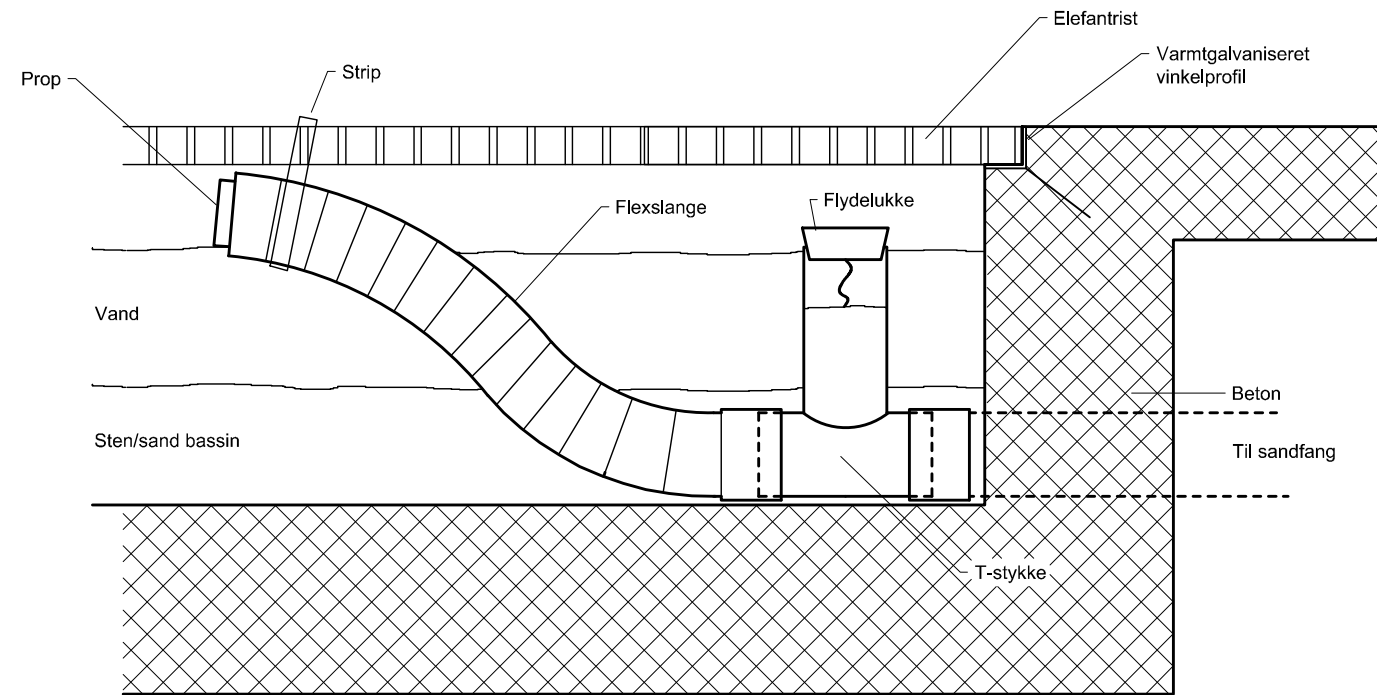 Elefantrist
Varmtgalvaniseret
vinkelprofil
Prop
Strip
Flexslange
Flydelukke
Vand
Beton
Sten/sand bassin
Til sandfang
T-stykke